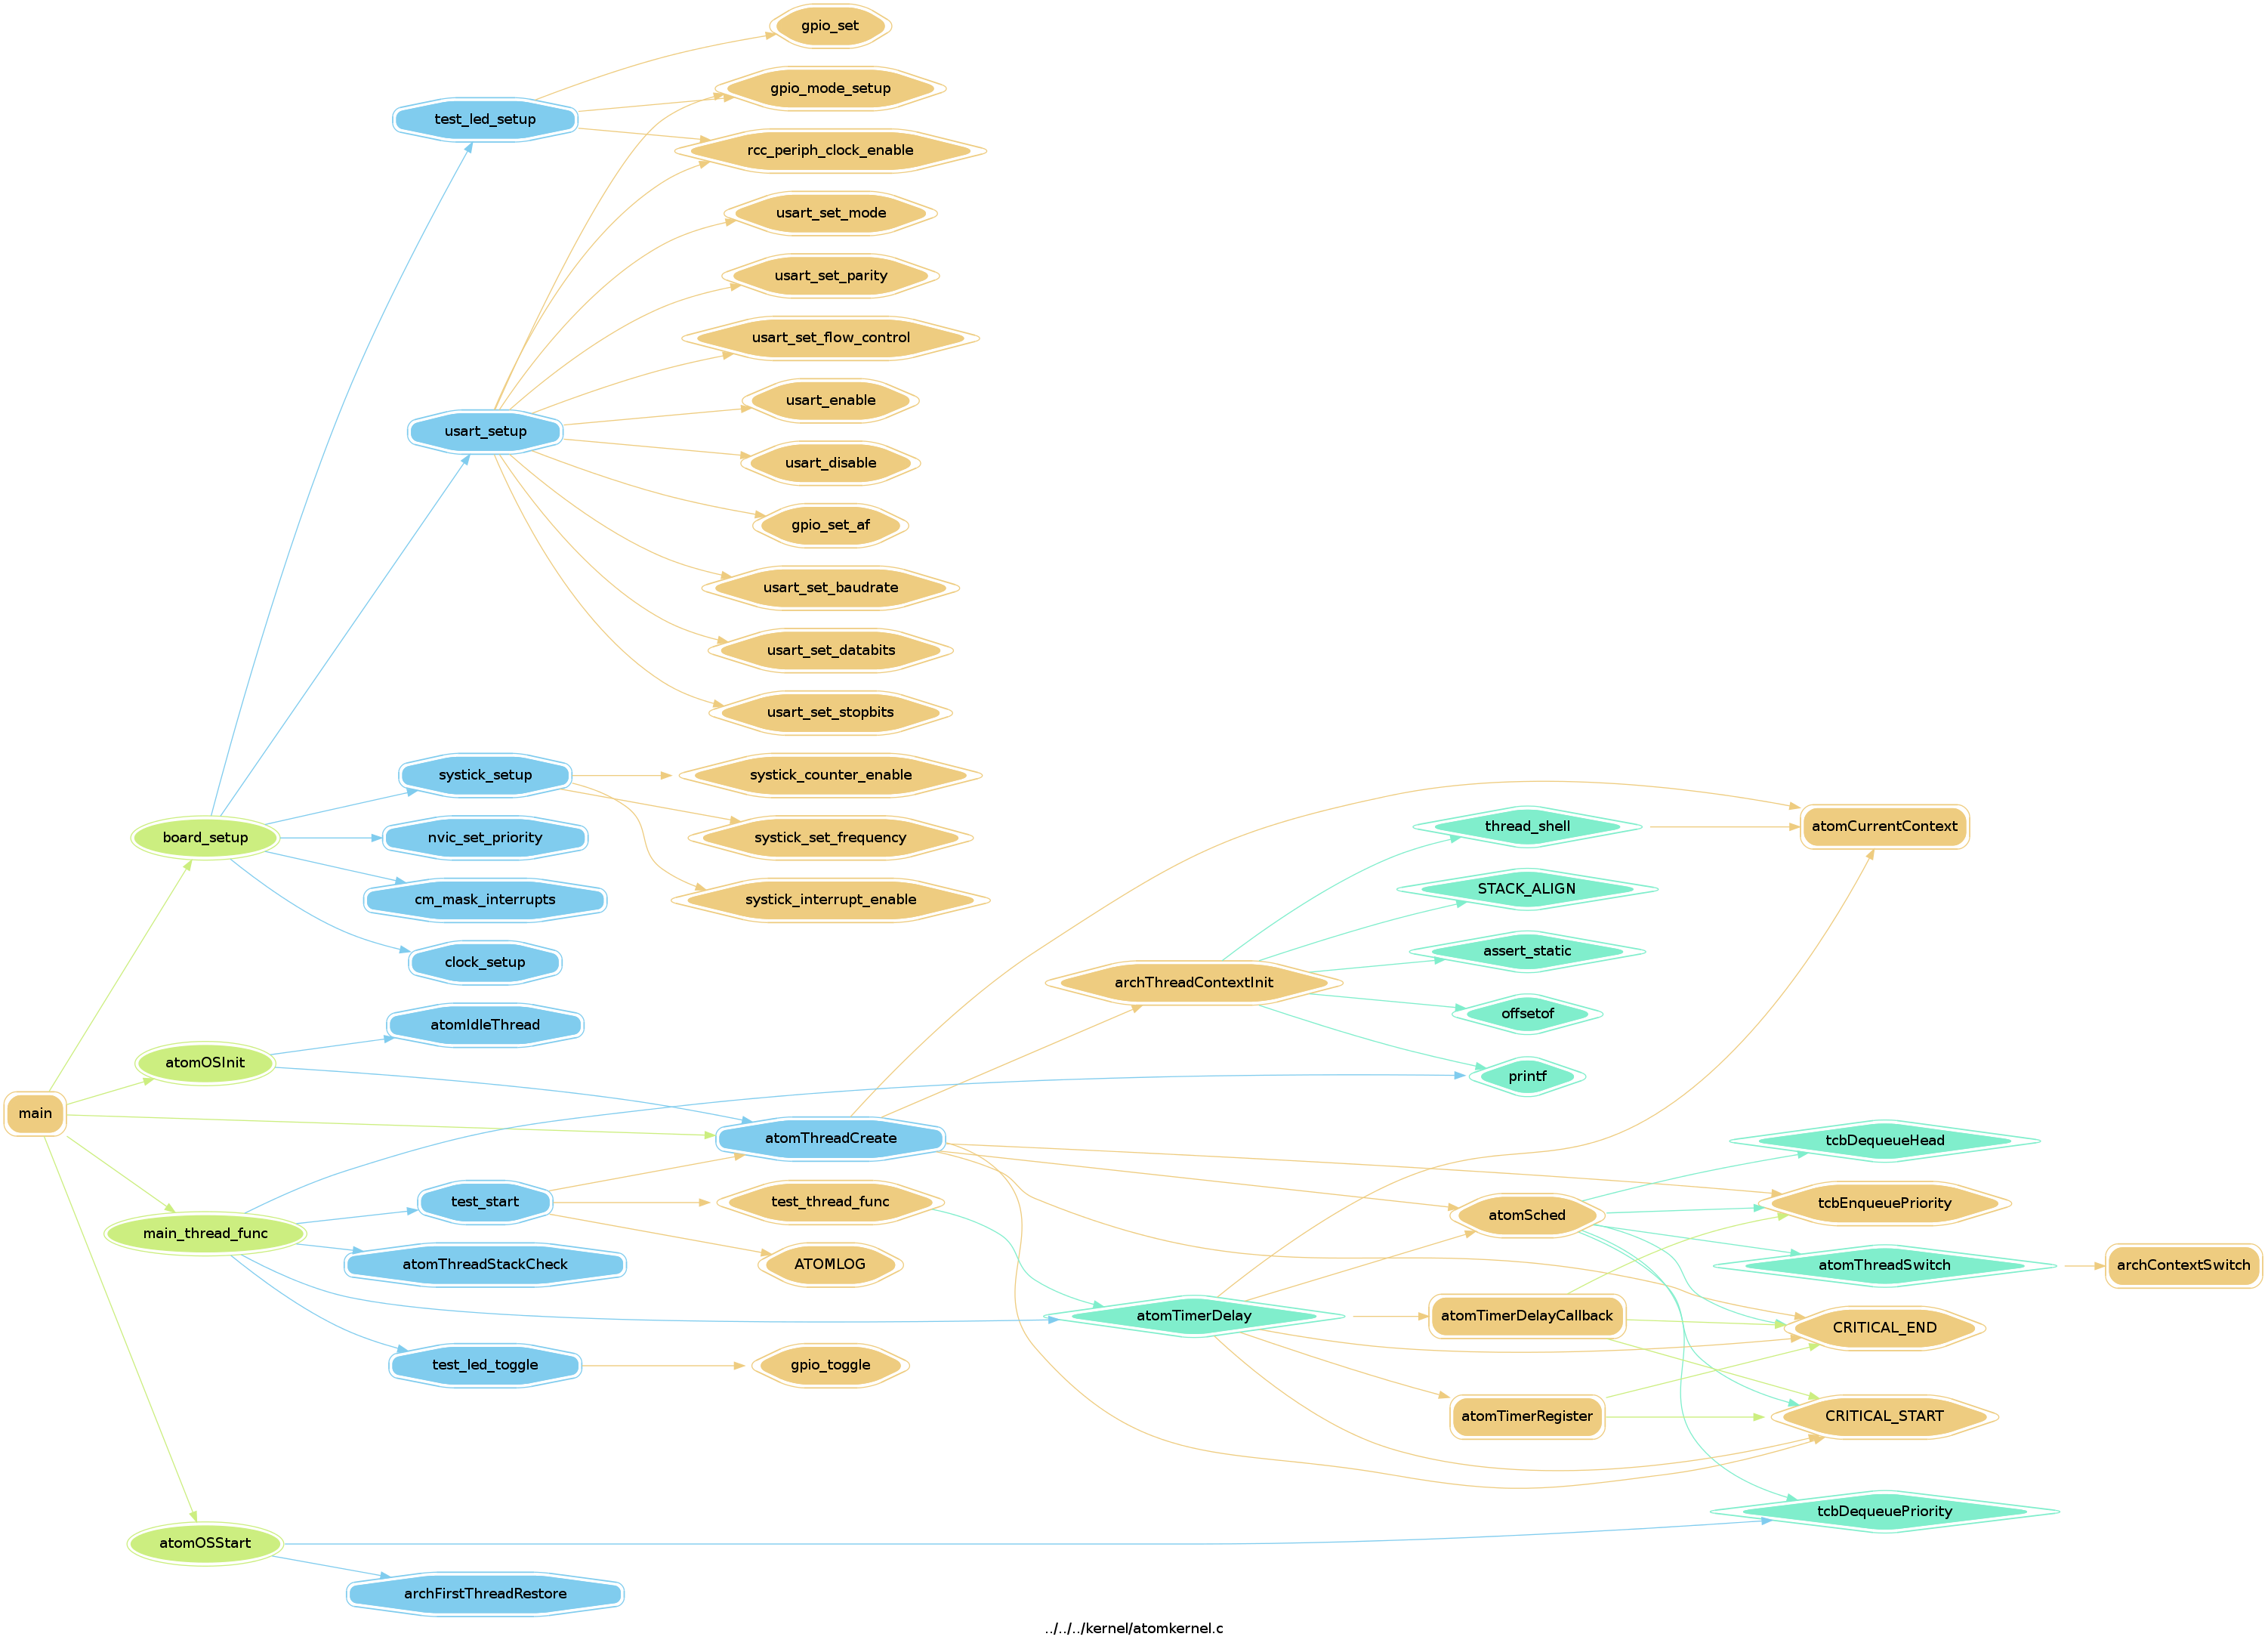 gpio_set
gpio_mode_setup
test_led_setup
rcc_periph_clock_enable
usart_set_mode
usart_set_parity
usart_set_flow_control
usart_enable
usart_setup
usart_disable
gpio_set_af
usart_set_baudrate
usart_set_databits
usart_set_stopbits
systick_setup
systick_counter_enable
thread_shell
atomCurrentContext
board_setup
nvic_set_priority
systick_set_frequency
STACK_ALIGN
cm_mask_interrupts
systick_interrupt_enable
assert_static
clock_setup
archThreadContextInit
offsetof
atomIdleThread
atomOSInit
printf
main
atomThreadCreate
tcbDequeueHead
test_start
test_thread_func
tcbEnqueuePriority
atomSched
main_thread_func
atomThreadStackCheck
ATOMLOG
atomThreadSwitch
archContextSwitch
atomTimerDelay
atomTimerDelayCallback
CRITICAL_END
test_led_toggle
gpio_toggle
atomTimerRegister
CRITICAL_START
tcbDequeuePriority
atomOSStart
archFirstThreadRestore
../../../kernel/atomkernel.c